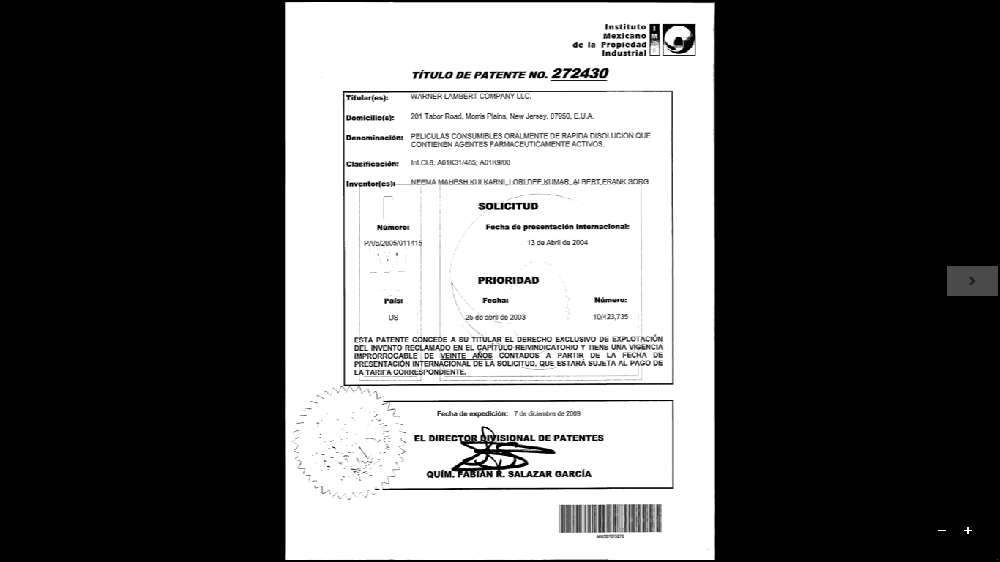 Instituto
Mexicano
de la Propiedad
Industrial
TÍTULO DE PATENTE NO. 272430
Titular(es): WARNER-LAMBERT COMPANY LLC.
Domicilio(s): 201 Tabor Road, Morris Plains, New Jersey, 07950, E.U.A.
Denominación: PELICULAS CONSUMIBLES ORALMENTE DE RAPIDA DISOLUCION QUE
CONTIENEN AGENTES FARMACEUTICAMENTE ACTIVOS.
Clasificación: Int.Cl.8: A61K31/485; A61K9/00
Inventor(es): NEEMA MAHESH KULKARNI; LORI DEE KUMAR; ALBERT FRANK SORG
SOLICITUD
Número: Fecha de presentación internacional:
PA/a/2005/011415 13 de Abril de 2004
PRIORIDAD
País: Fecha: Número:
US 25 de abril de 2003 10/423,735
ESTA PATENTE CONCEDE A SU TITULAR EL DERECHO EXCLUSIVO DE EXPLOTACIÓN
DEL INVENTO RECLAMADO EN EL CAPÍTULO REIVINDICATORIO Y TIENE UNA VIGENCIA
IMPRORROGABLE DE VEINTE AÑOS CONTADOS A PARTIR DE LA FECHA DE
PRESENTACIÓN INTERNACIONAL DE LA SOLICITUD, QUE ESTARÁ SUJETA AL PAGO DE
LA TARIFA CORRESPONDIENTE.
Fecha de expedición: 7 de diciembre de 2009
EL DIRECTOR DIVISIONAL DE PATENTES
QUÍM. FABIÁN R. SALAZAR GARCÍA